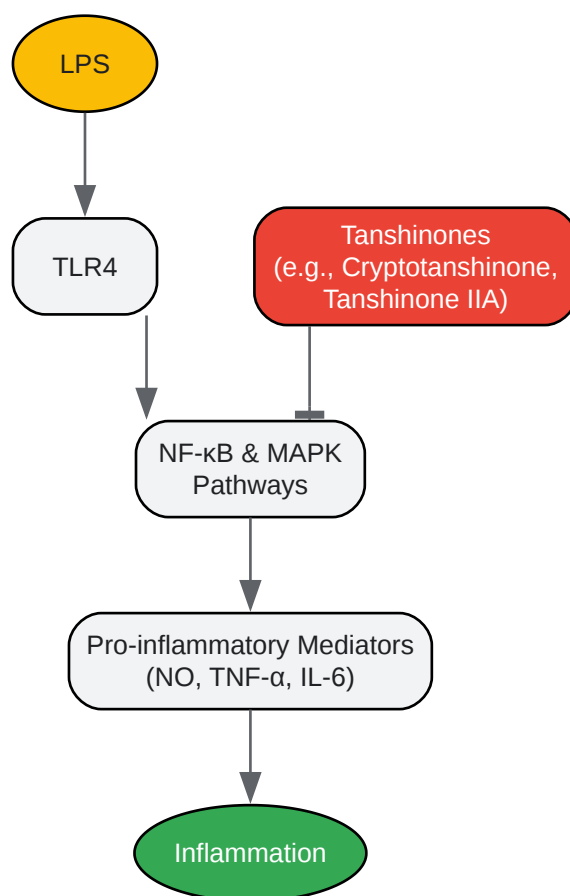 LPS
TLR4
Tanshinones
(e.g., Cryptotanshinone,
Tanshinone IIA)
NF-κB & MAPK
Pathways
Pro-inflammatory Mediators
(NO, TNF-α, IL-6)
Inflammation